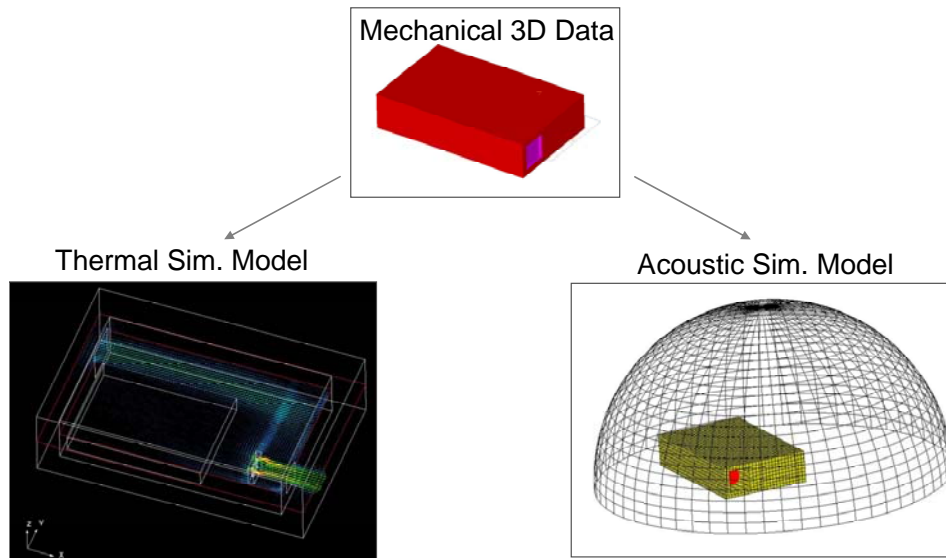 Mechanical 3D Data
Thermal Sim. Model
Acoustic Sim. Model
Z
Y
X